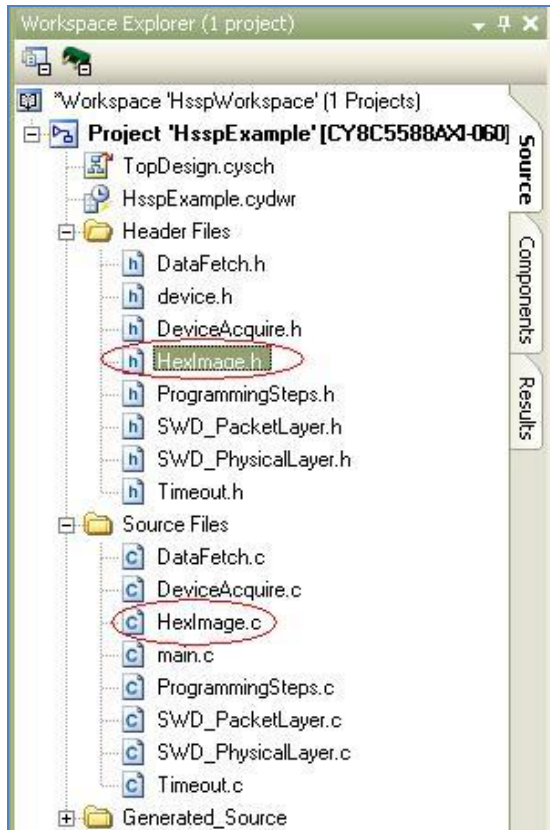 Workspace Explorer (1 project)
"Workspace 'HsspWorkspace' (1 Projects)
Project 'HsspExample' [CY8C5588AXI-060]
TopDesign.cysch
HsspExample.cydwr
Header Files
h DataFetch.h
h device.h
h DeviceAcquire.h
h HexImage.h
h ProgrammingSteps.h
h SWD_PacketLayer.h
h SWD_PhysicalLayer.h
h Timeout.h
Source Files
C DataFetch.c
C DeviceAcquire.c
C HexImage.c
C main.c
C ProgrammingSteps.c
C SWD_PacketLayer.c
C SWD_PhysicalLayer.c
C Timeout.c
Generated_Source
Source
Components
Results